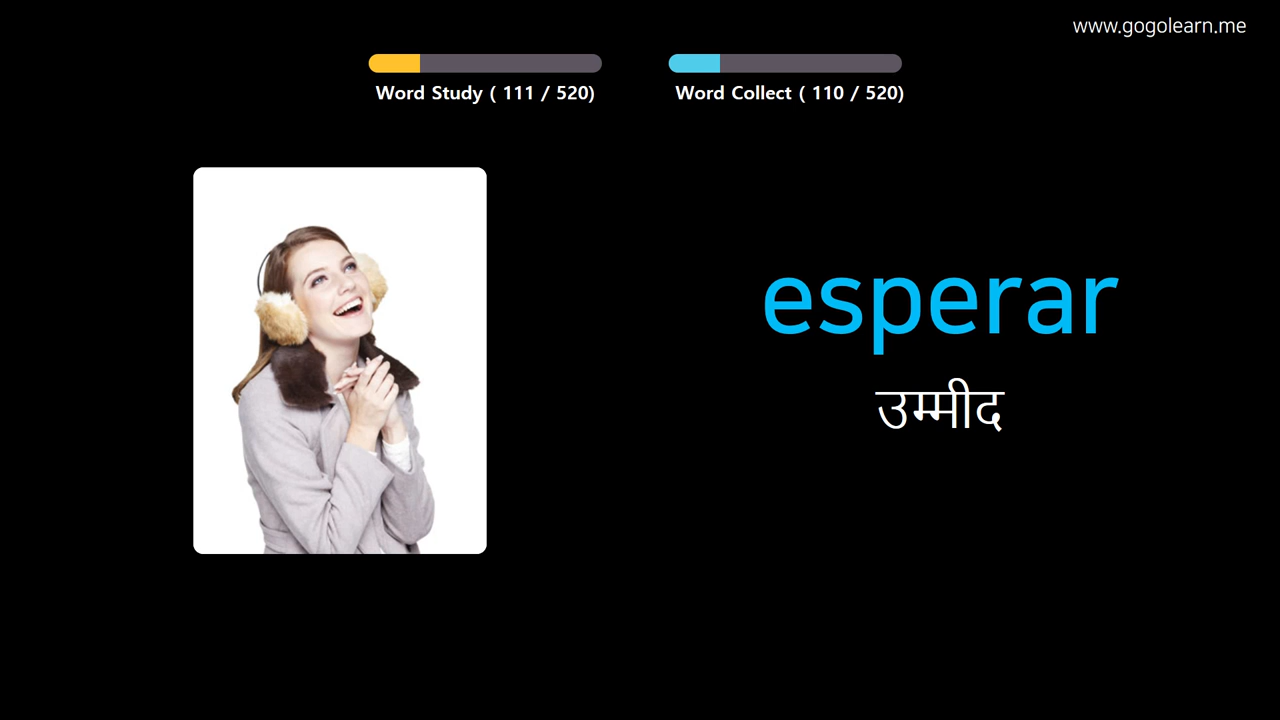 www.gogolearn.me
Word Study ( 111 / 520)
Word Collect ( 110 / 520)
esperar
उम्मीद